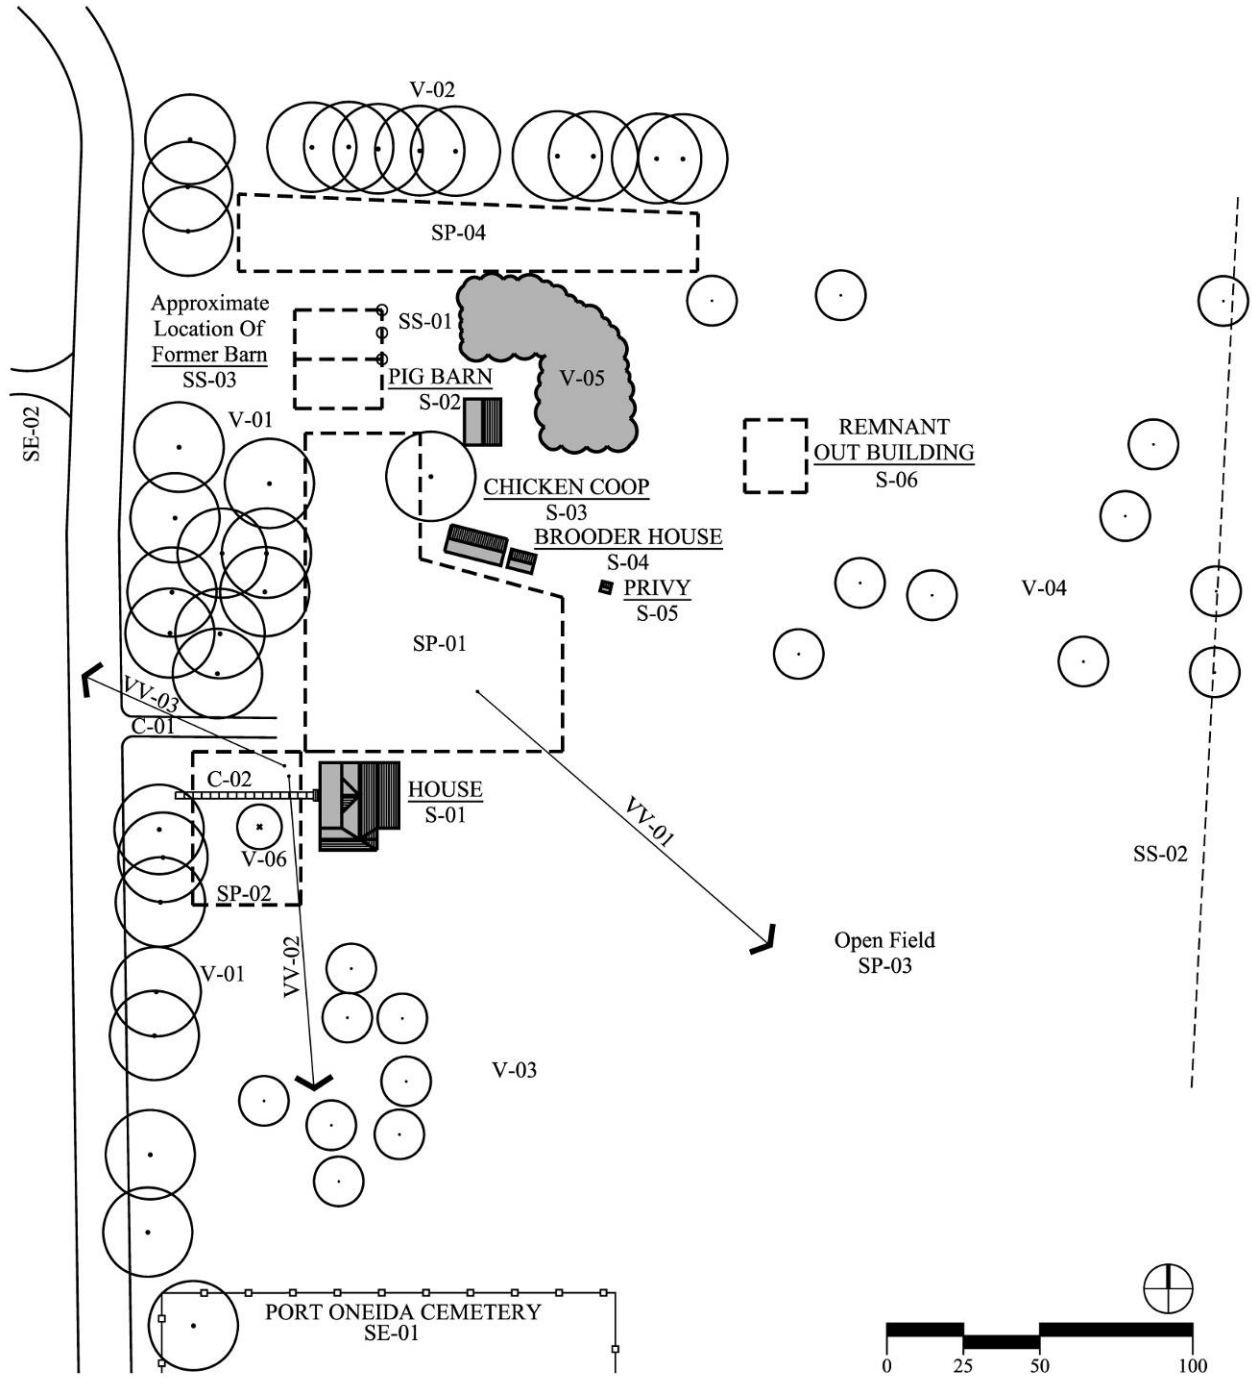 V-02
SP-04
Approximate
Location Of
Former Barn
SS-03
SS-01
PIG BARN
S-02
V-05
SE-02
V-01
REMNANT
OUT BUILDING
S-06
CHICKEN COOP
S-03
BROODER HOUSE
S-04
PRIVY
S-05
V-04
SP-01
VV-03
C-01
C-02
HOUSE
S-01
VV-01
V-06
SP-02
SS-02
VV-02
V-01
Open Field
SP-03
V-03
PORT ONEIDA CEMETERY
SE-01
0 25 50 100